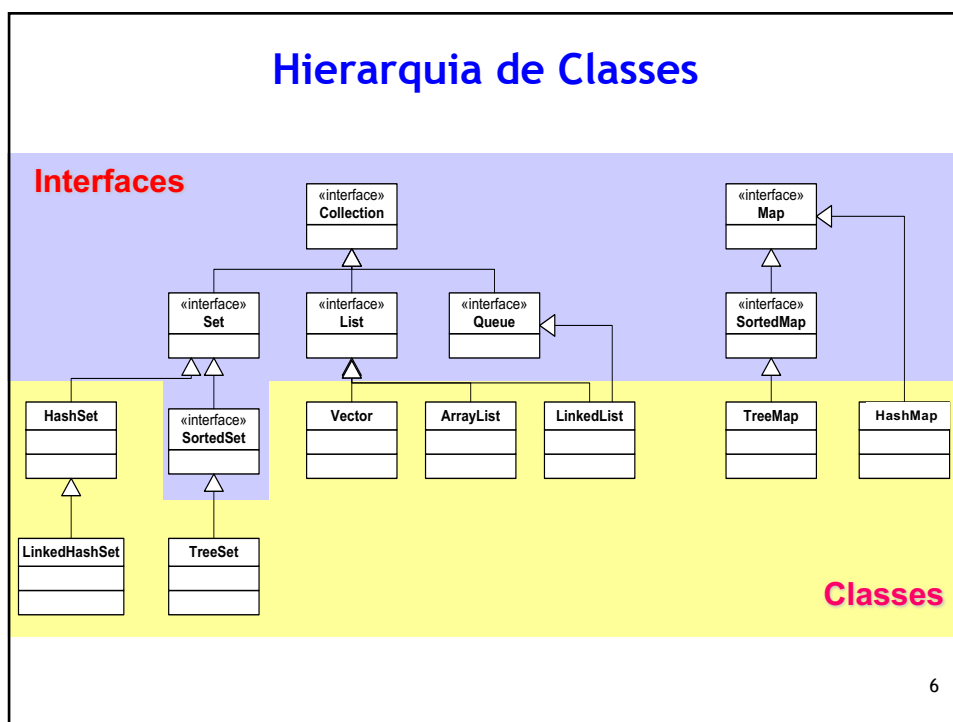 Hierarquia de Classes
Interfaces
«interface»
Collection
«interface»
Map
«interface»
Set
«interface»
List
«interface»
Queue
«interface»
SortedMap
HashSet
«interface»
SortedSet
Vector
ArrayList
LinkedList
TreeMap
HashMap
LinkedHashSet
TreeSet
Classes
6